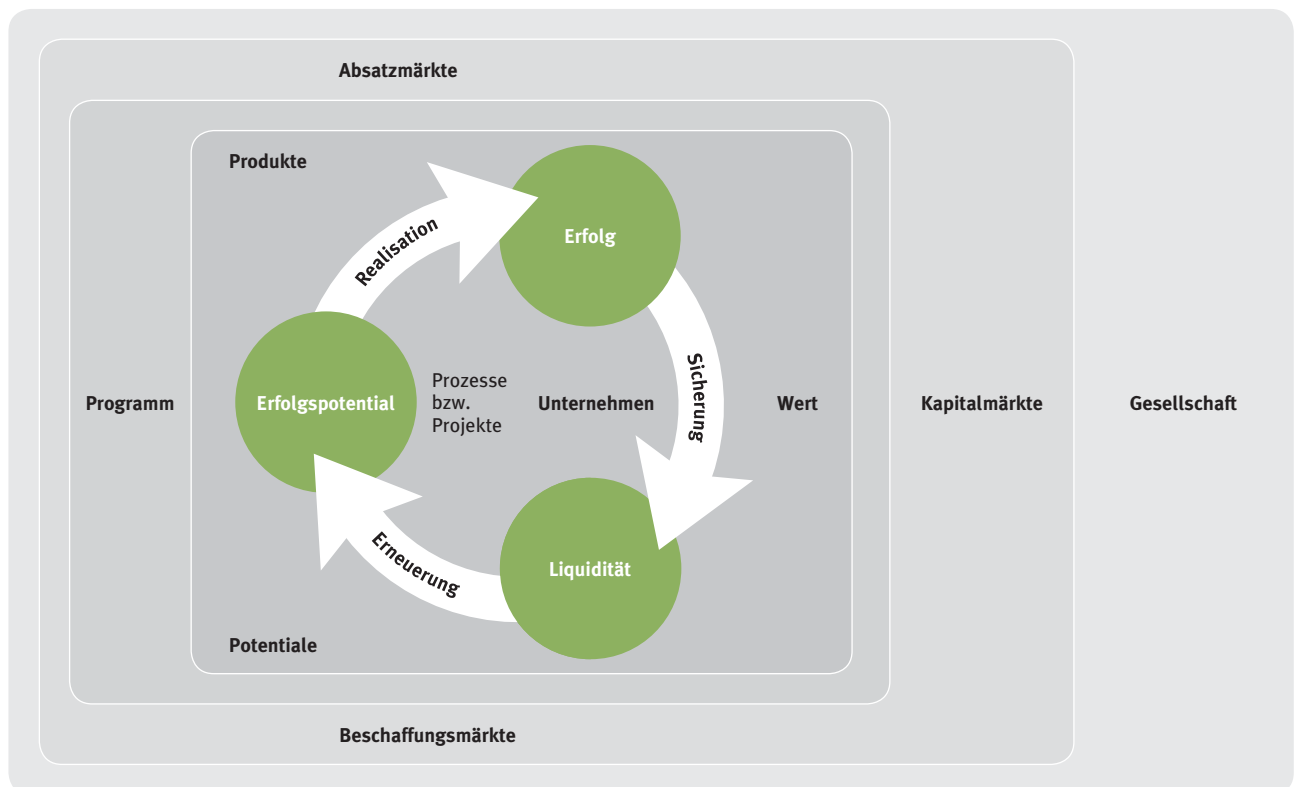 Absatzmärkte
Produkte
Realisation
Erfolg
Programm
Erfolgspotential
Prozesse
bzw.
Projekte
Unternehmen
Sicherung
Wert
Kapitalmärkte
Gesellschaft
Erneuerung
Liquidität
Potentiale
Beschaffungsmärkte